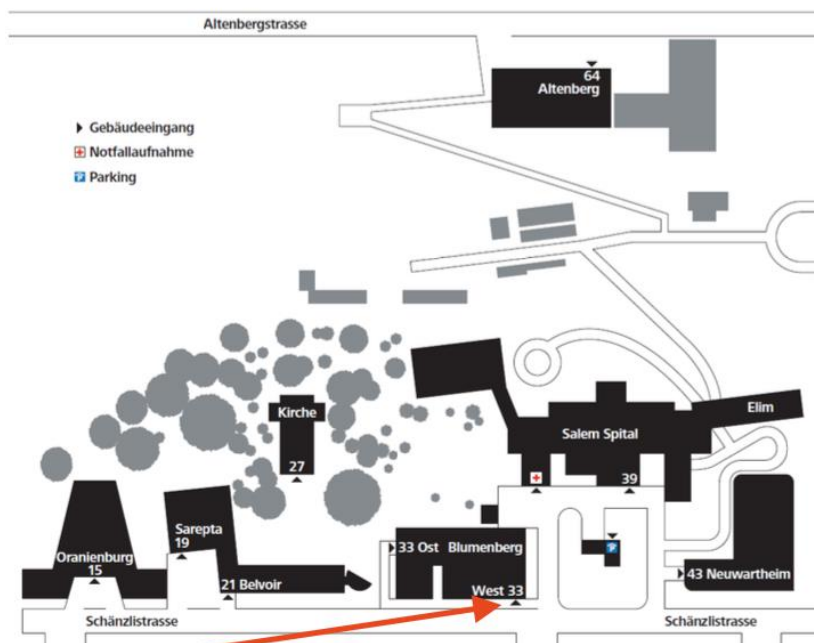 Altenbergstrasse
64
Altenberg
Gebäudeeingang
Notfallaufnahme
Parking
Kirche
27
Elim
Salem Spital
39
Sarepta
19
Oranienburg
15
21 Belvoir
33 Ost Blumenberg
West 33
43 Neuwartheim
Schänzlistrasse
Schänzlistrasse
P